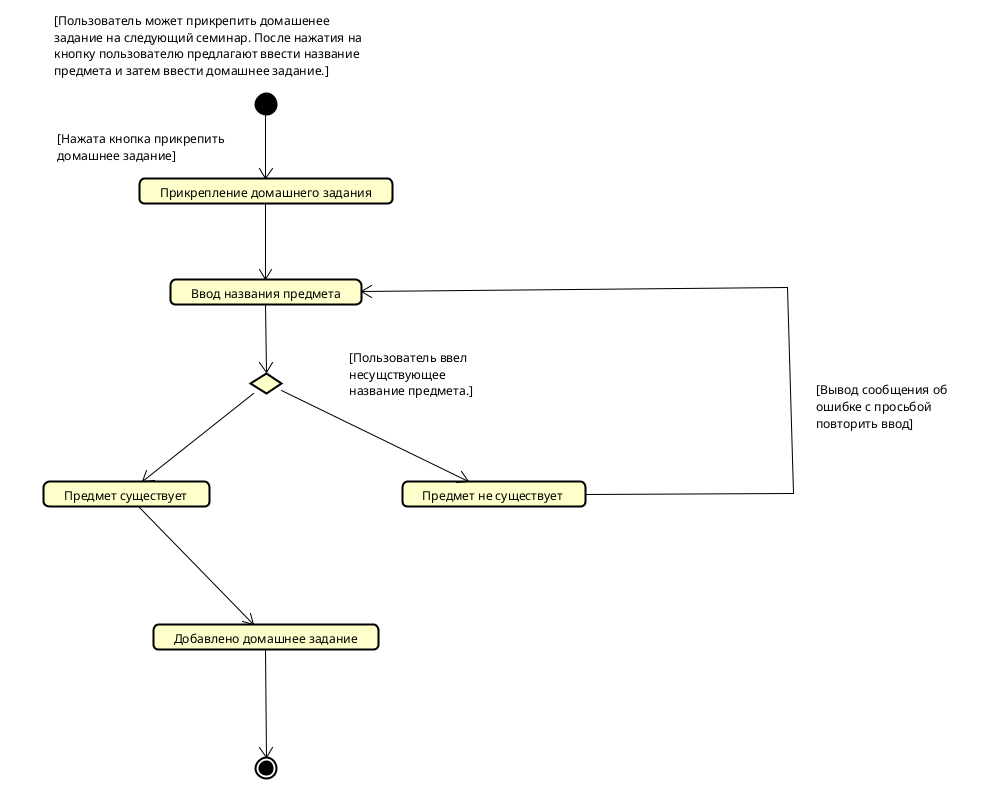 [Пользователь может прикрепить домашенее
задание на следующий семинар. После нажатия на
кнопку пользователю предлагают ввести название
предмета и затем ввести домашнее задание.]
[Нажата кнопка прикрепить
домашнее задание]
Прикрепление домашнего задания
Ввод названия предмета
[Пользователь ввел
несущствующее
название предмета.]
[Вывод сообщения об
ошибке с просьбой
повторить ввод]
Предмет существует
Предмет не существует
Добавлено домашнее задание